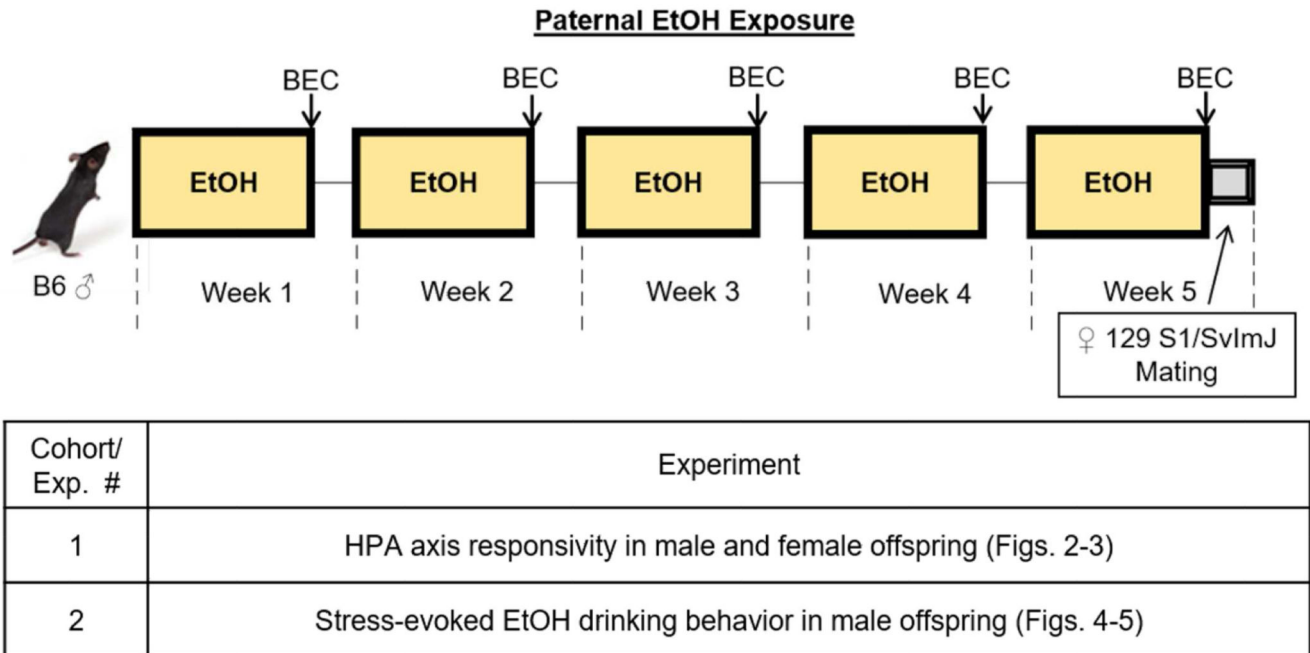 Paternal EtOH Exposure
BEC BEC BEC BEC BEC
EtOH EtOH EtOH EtOH EtOH
B6 ♂
Week 1 Week 2 Week 3 Week 4 Week 5
♀ 129 S1/SvImJ
Mating
Cohort/
Exp. # Experiment
1 HPA axis responsivity in male and female offspring (Figs. 2-3)
2 Stress-evoked EtOH drinking behavior in male offspring (Figs. 4-5)